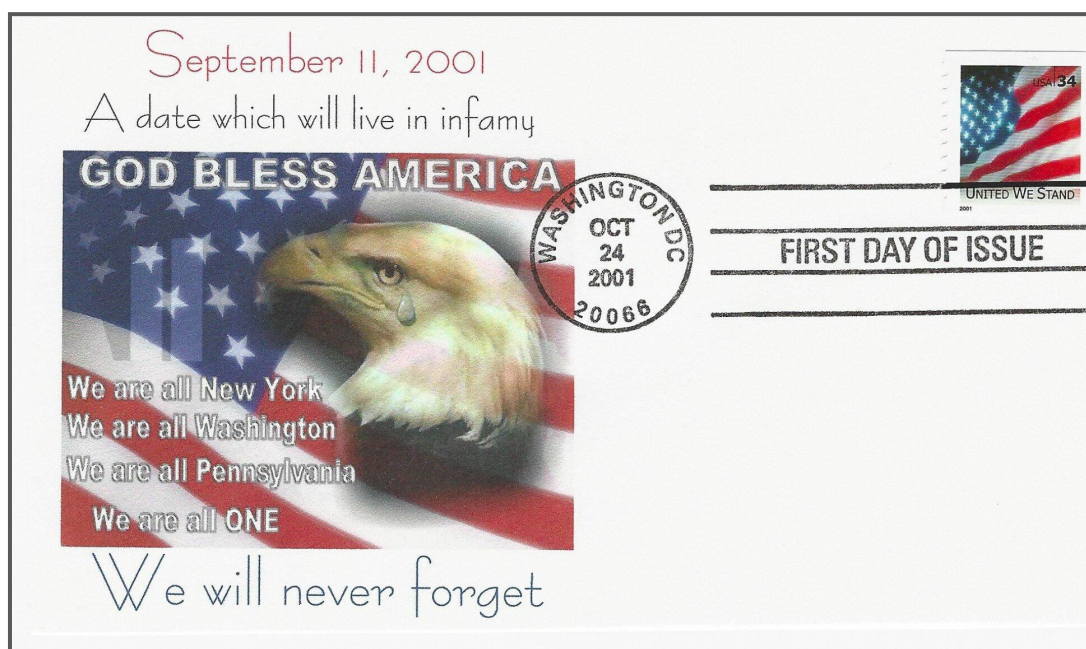 September 11, 2001
A date which will live in infamy
GOD BLESS AMERICA
We are all New York
We are all Washington
We are all Pennsylvania
We are all ONE
We will never forget
WASHINGTON DC
OCT
24
2001
20066
USA 34
UNITED WE STAND
2001
FIRST DAY OF ISSUE